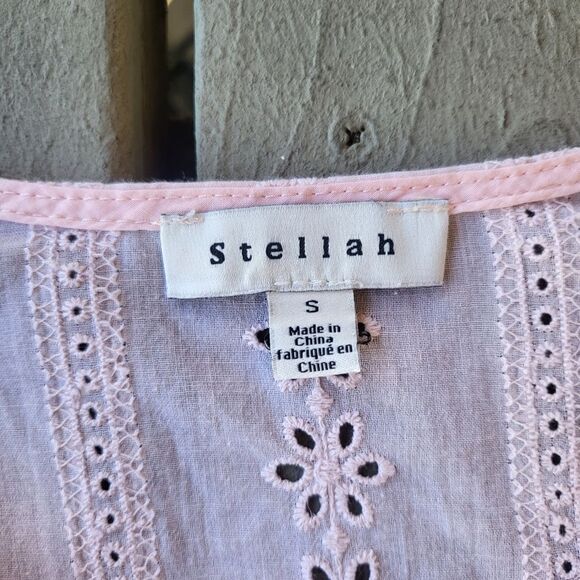 Stellah
S
Made in
China
fabriqué en
Chine